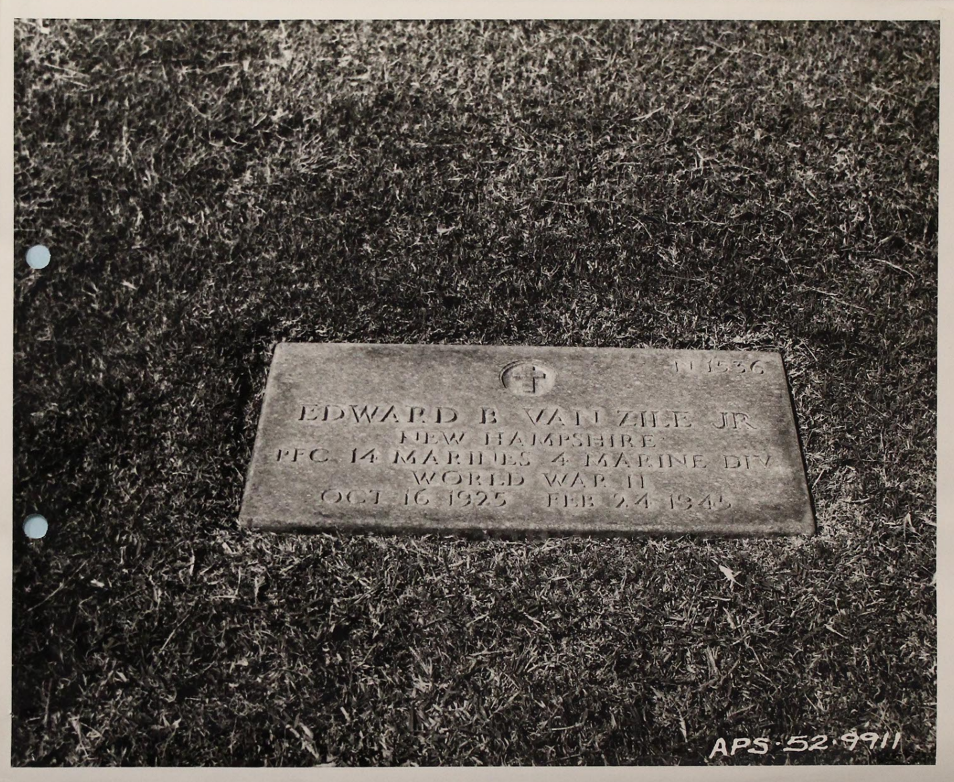 N 1536
EDWARD B VAN ZILE JR
NEW HAMPSHIRE
PFC 14 MARINES 4 MARINE DIV
WORLD WAR II
OCT 16 1925 FEB 24 1945
APS-52-9911